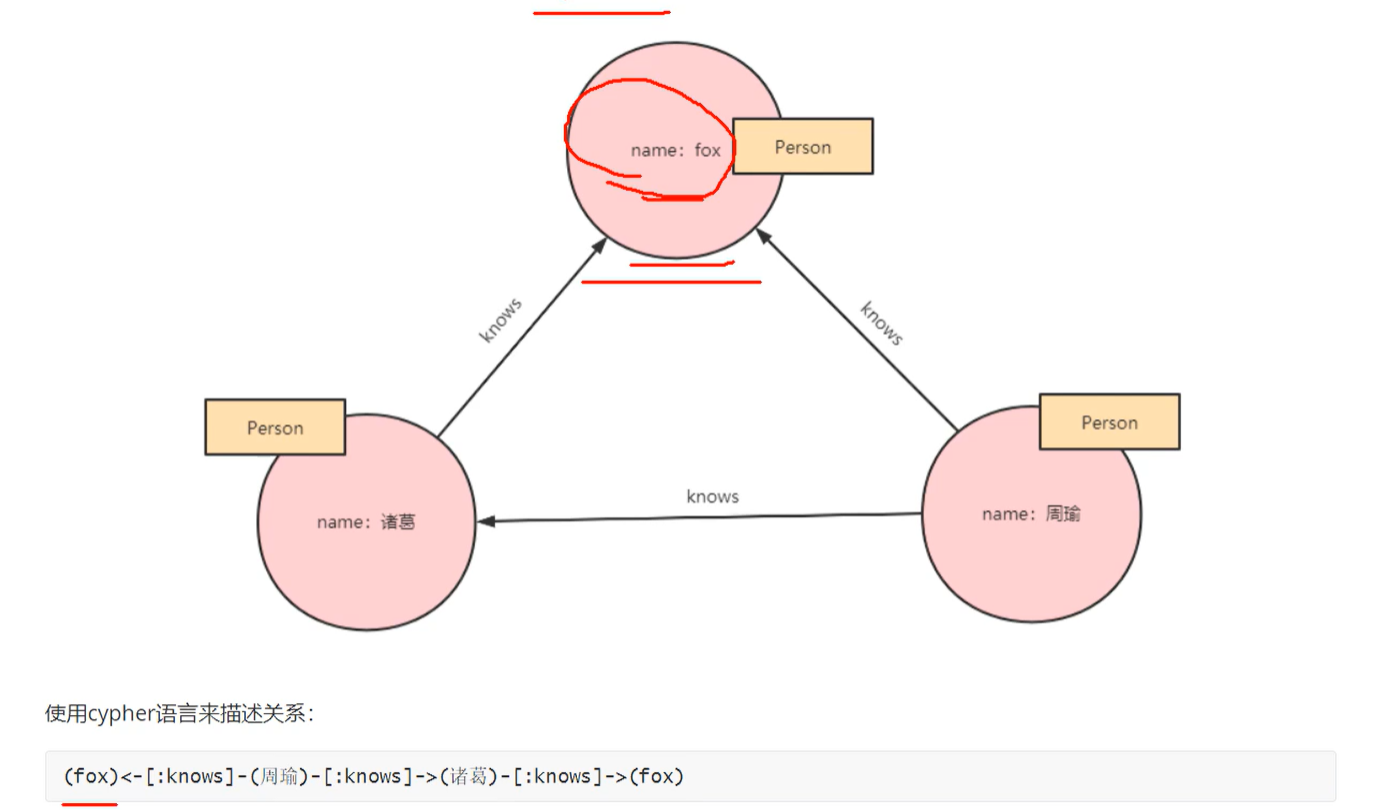 name：fox
Person
knows
knows
Person
Person
knows
name：诸葛
name：周瑜
使用cypher语言来描述关系：
(fox)<-[:knows]-(周瑜)-[:knows]->(诸葛)-[:knows]->(fox)